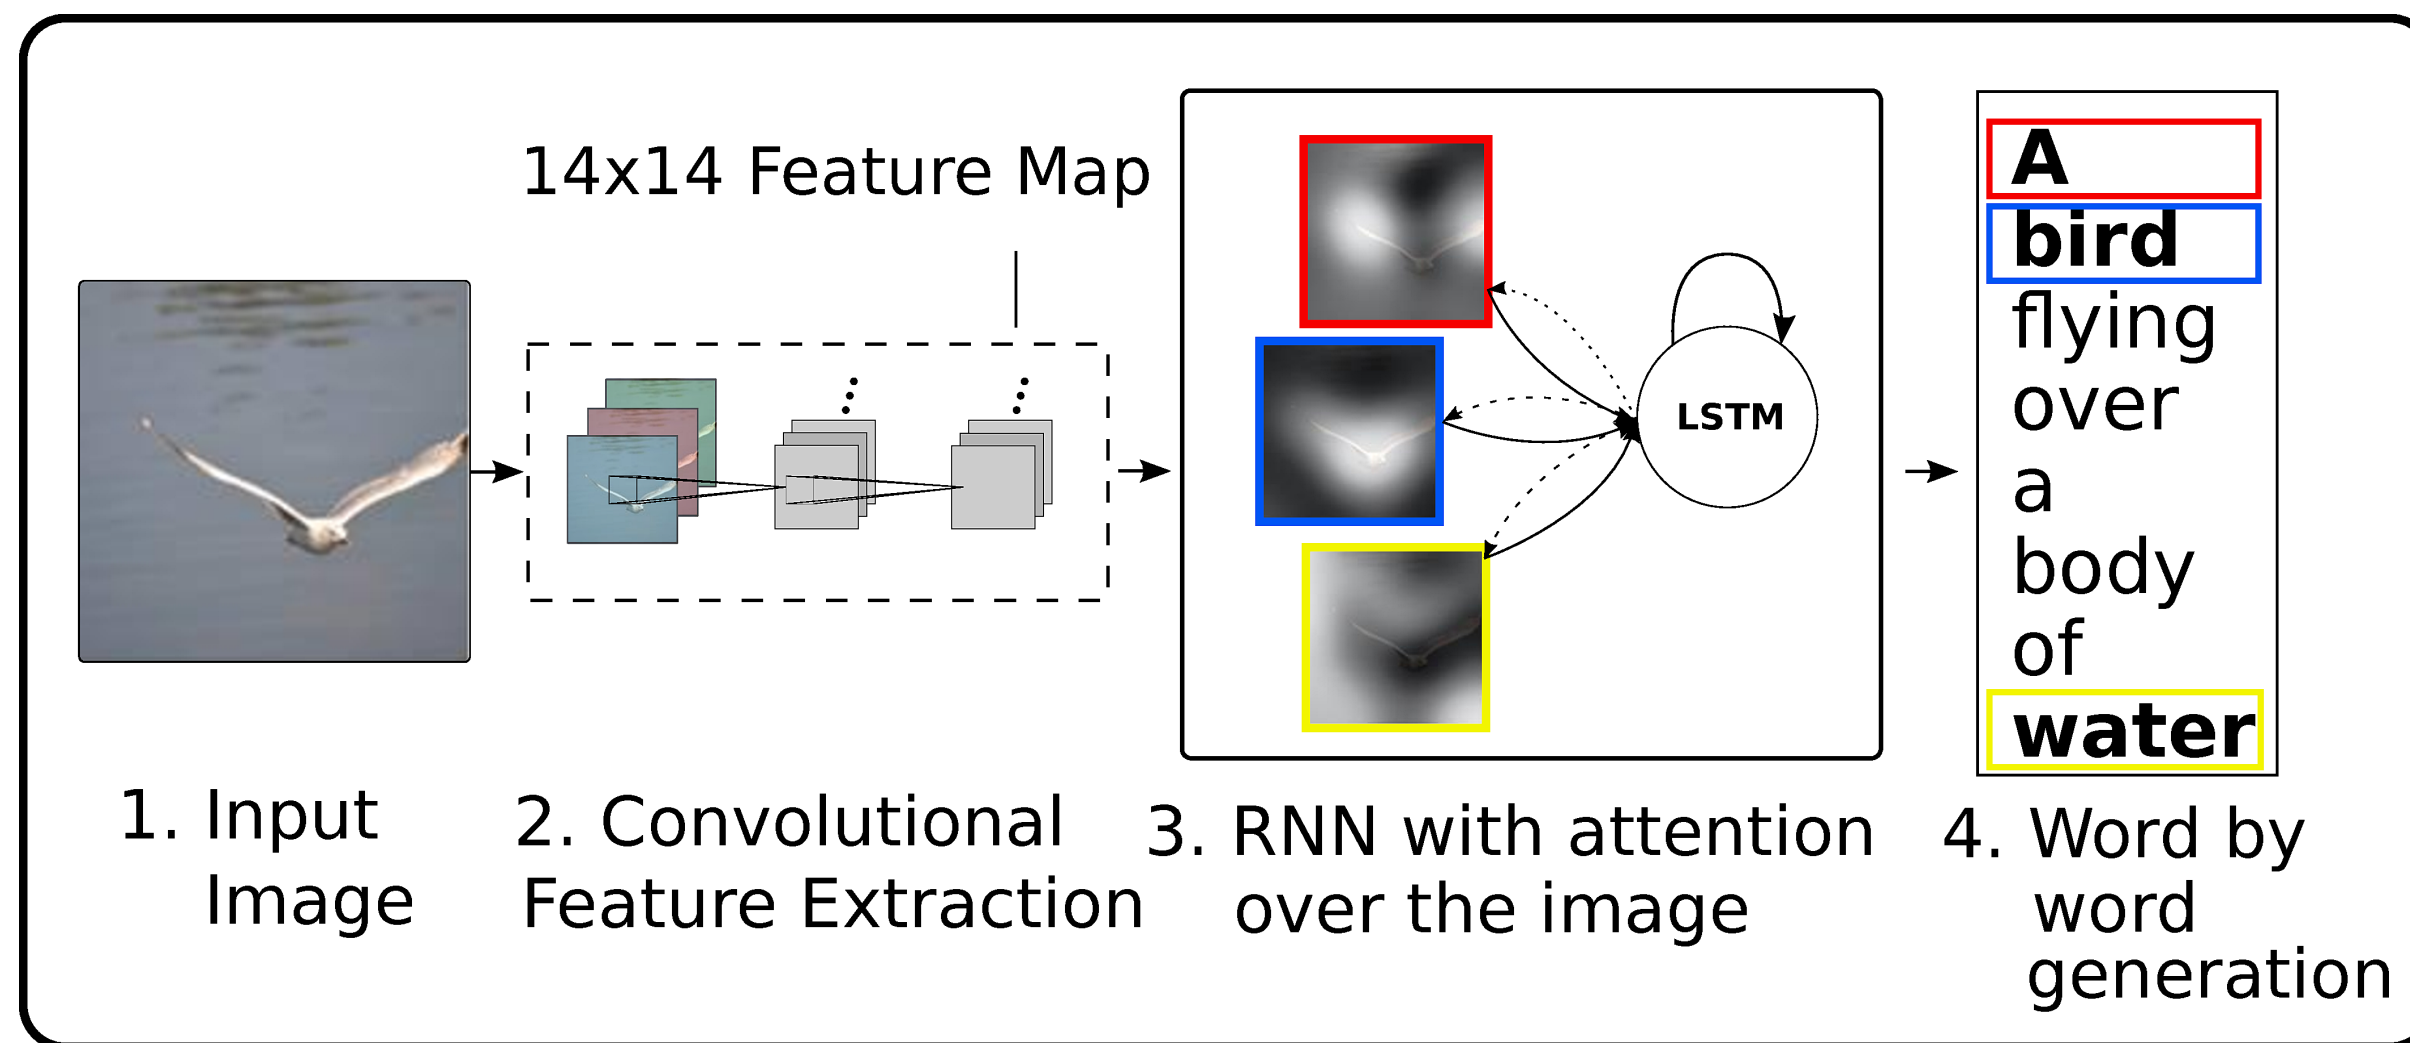 14x14 Feature Map
LSTM
A
bird
flying
over
a
body
of
water
1. Input
Image
2. Convolutional
Feature Extraction
3. RNN with attention
over the image
4. Word by
word
generation